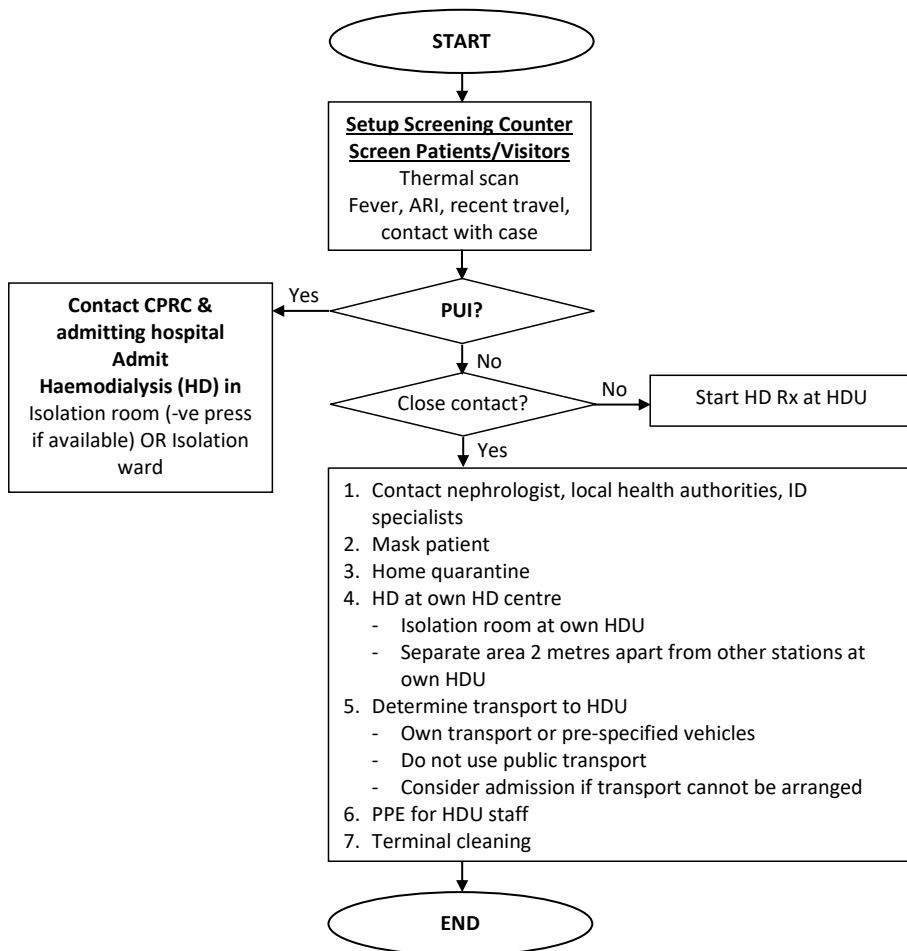 START
Setup Screening Counter
Screen Patients/Visitors
Thermal scan
Fever, ARI, recent travel,
contact with case
Yes
PUI?
Contact CPRC &
admitting hospital
Admit
Haemodialysis (HD) in
Isolation room (-ve press
if available) OR Isolation
ward
No
Close contact?
No
Start HD Rx at HDU
Yes
1. Contact nephrologist, local health authorities, ID
specialists
2. Mask patient
3. Home quarantine
4. HD at own HD centre
- Isolation room at own HDU
- Separate area 2 metres apart from other stations at
own HDU
5. Determine transport to HDU
- Own transport or pre-specified vehicles
- Do not use public transport
- Consider admission if transport cannot be arranged
6. PPE for HDU staff
7. Terminal cleaning
END